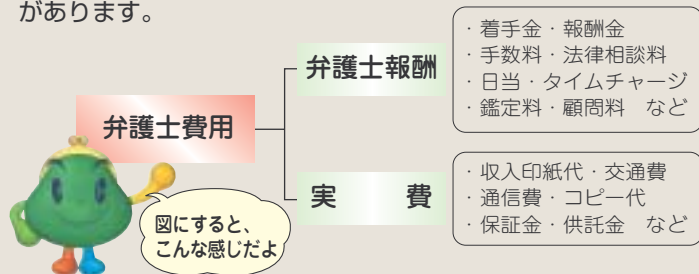 があります。
弁護士費用
弁護士報酬
・着手金・報酬金
・手数料・法律相談料
・日当・タイムチャージ
・鑑定料・顧問料　など
実　　費
・収入印紙代・交通費
・通信費・コピー代
・保証金・供託金　など
図にすると、
こんな感じだよ